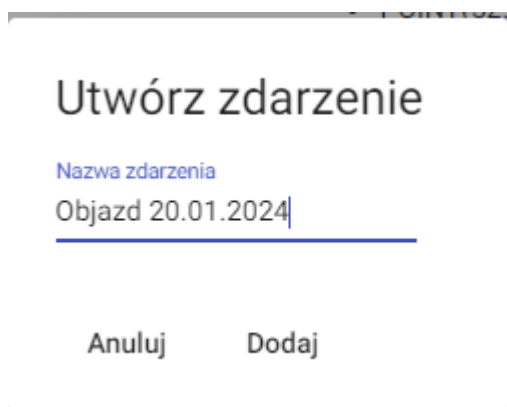 Utwórz zdarzenie
Nazwa zdarzenia
Objazd 20.01.2024
Anuluj Dodaj